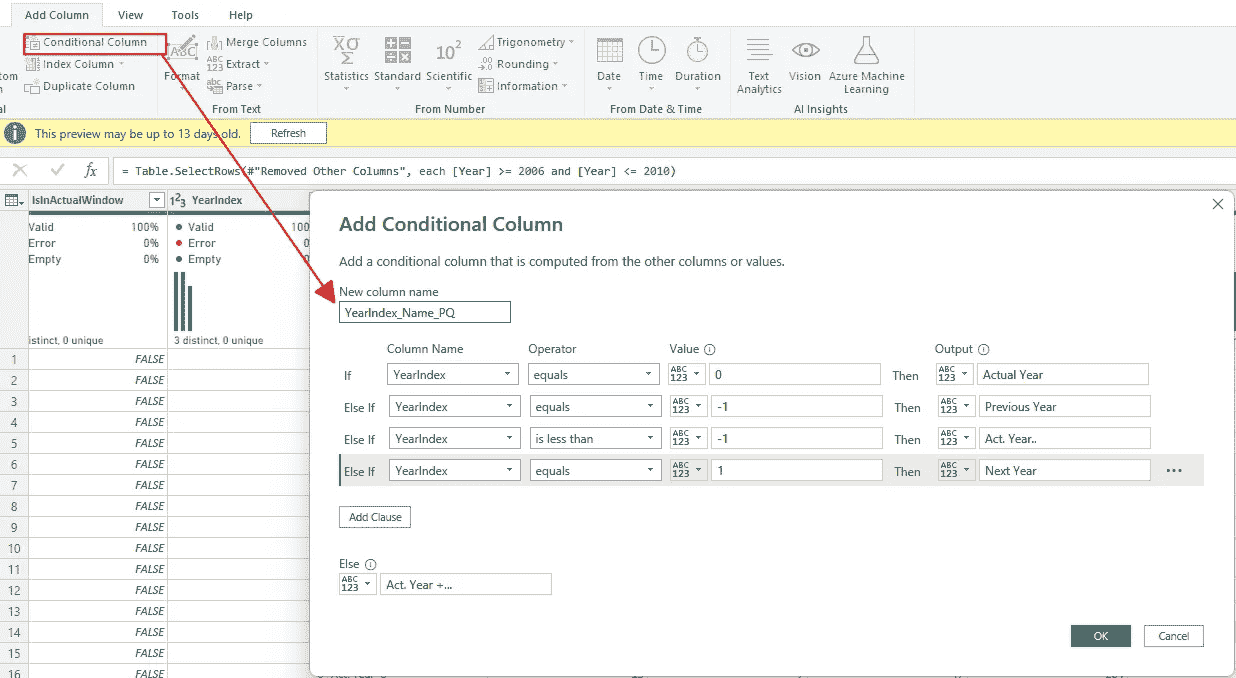 Add Column View Tools Help
Conditional Column
Index Column
Duplicate Column
ABC
Format
Merge Columns
ABC
123 Extract
abc Parse
From Text
XΟ
Σ
Statistics
Standard
10²
Scientific
Trigonometry
.00 Rounding
Information
From Number
Date
Time
Duration
From Date & Time
Text
Analytics
Vision
Azure Machine
Learning
AI Insights
This preview may be up to 13 days old. Refresh
fx = Table.SelectRows(#"Removed Other Columns", each [Year] >= 2006 and [Year] <= 2010)
IsInActualWindow 1²3 YearIndex
Valid 100% Valid 100
Error 0% Error 0
Empty 0% Empty
istinct, 0 unique 3 distinct, 0 unique
1 FALSE
2 FALSE
3 FALSE
4 FALSE
5 FALSE
6 FALSE
7 FALSE
8 FALSE
9 FALSE
10 FALSE
11 FALSE
12 FALSE
13 FALSE
14 FALSE
15 FALSE
16 FALSE
Add Conditional Column
Add a conditional column that is computed from the other columns or values.
New column name
YearIndex_Name_PQ
Column Name Operator Value Output
If YearIndex equals ABC 123 0 Then ABC 123 Actual Year
Else If YearIndex equals ABC 123 -1 Then ABC 123 Previous Year
Else If YearIndex is less than ABC 123 -1 Then ABC 123 Act. Year..
Else If YearIndex equals ABC 123 1 Then ABC 123 Next Year ...
Add Clause
Else
ABC 123 Act. Year +...
OK Cancel